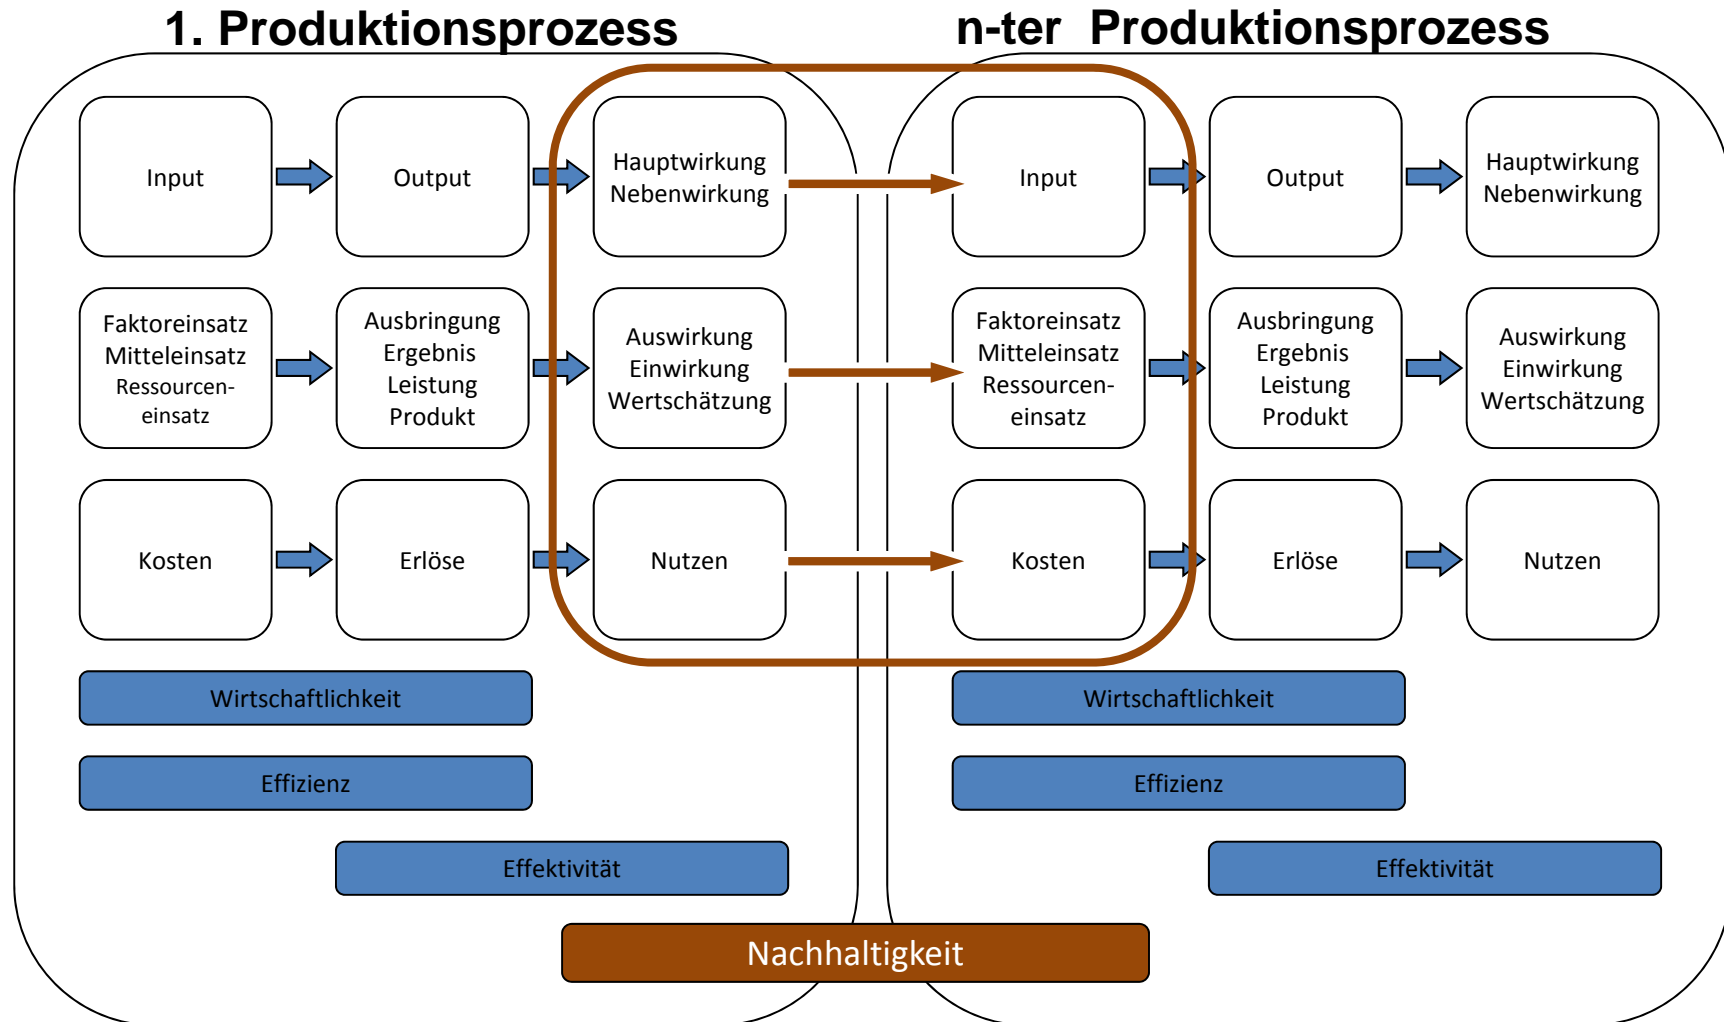 1. Produktionsprozess
n-ter Produktionsprozess
Input
Output
Hauptwirkung
Nebenwirkung
Input
Output
Hauptwirkung
Nebenwirkung
Faktoreinsatz
Mitteleinsatz
Ressourcen-
einsatz
Ausbringung
Ergebnis
Leistung
Produkt
Auswirkung
Einwirkung
Wertschätzung
Faktoreinsatz
Mitteleinsatz
Ressourcen-
einsatz
Ausbringung
Ergebnis
Leistung
Produkt
Auswirkung
Einwirkung
Wertschätzung
Kosten
Erlöse
Nutzen
Kosten
Erlöse
Nutzen
Wirtschaftlichkeit
Wirtschaftlichkeit
Effizienz
Effizienz
Effektivität
Effektivität
Nachhaltigkeit